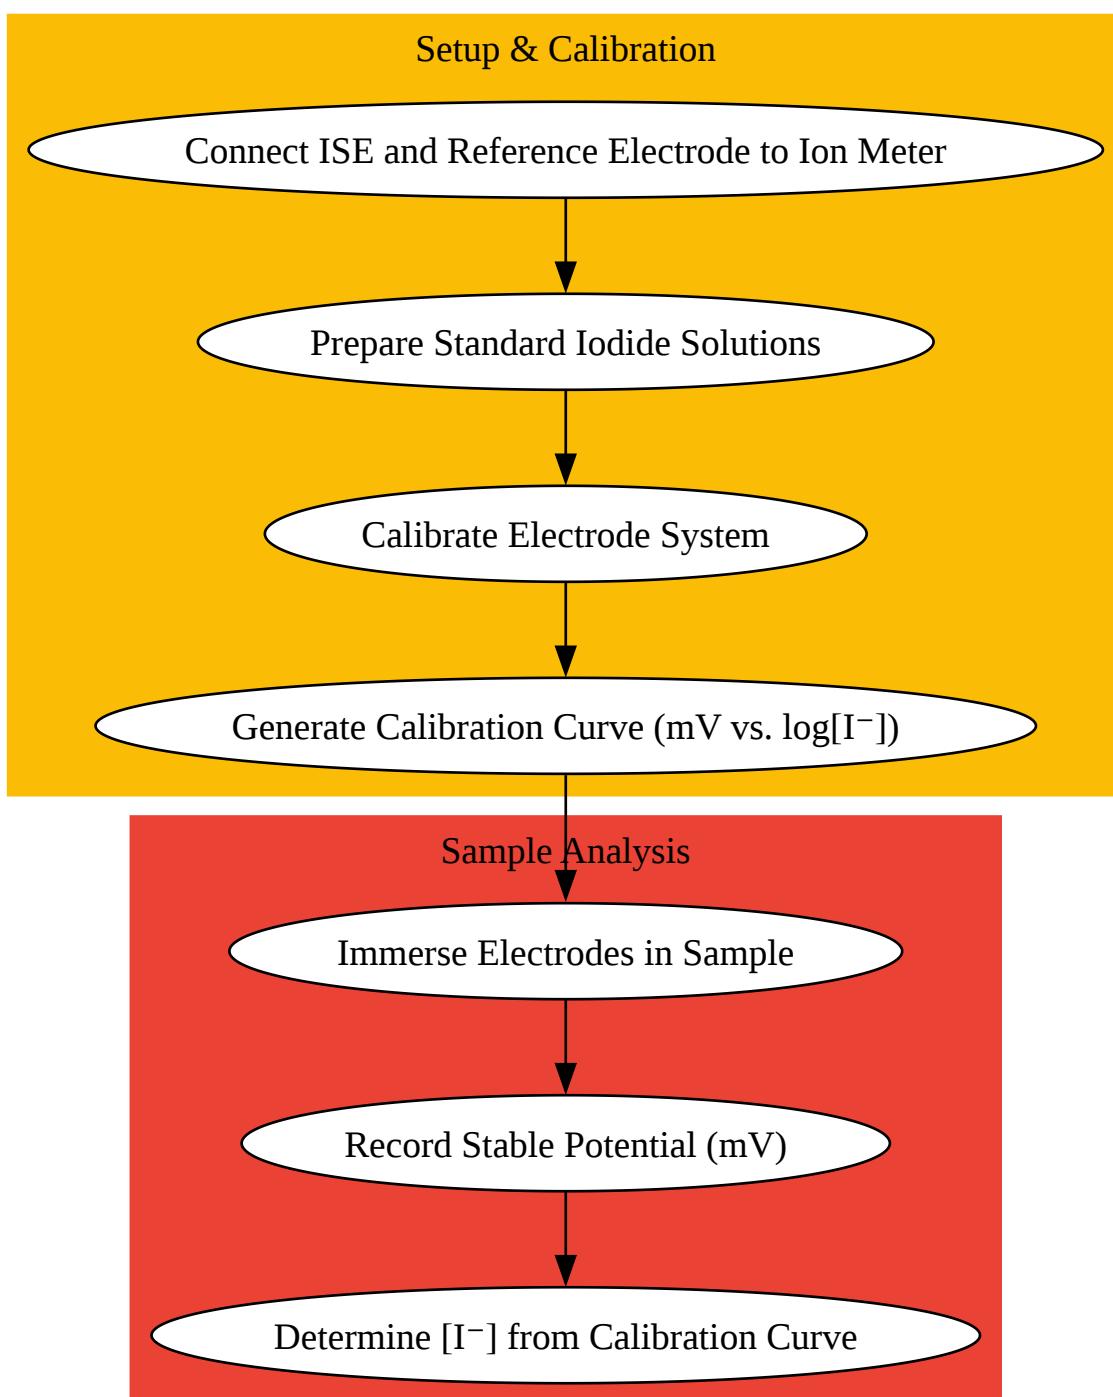 Setup & Calibration
Connect ISE and Reference Electrode to Ion Meter
Prepare Standard Iodide Solutions
Calibrate Electrode System
Generate Calibration Curve (mV vs. log[I⁻])
Sample Analysis
Immerse Electrodes in Sample
Record Stable Potential (mV)
Determine [I⁻] from Calibration Curve